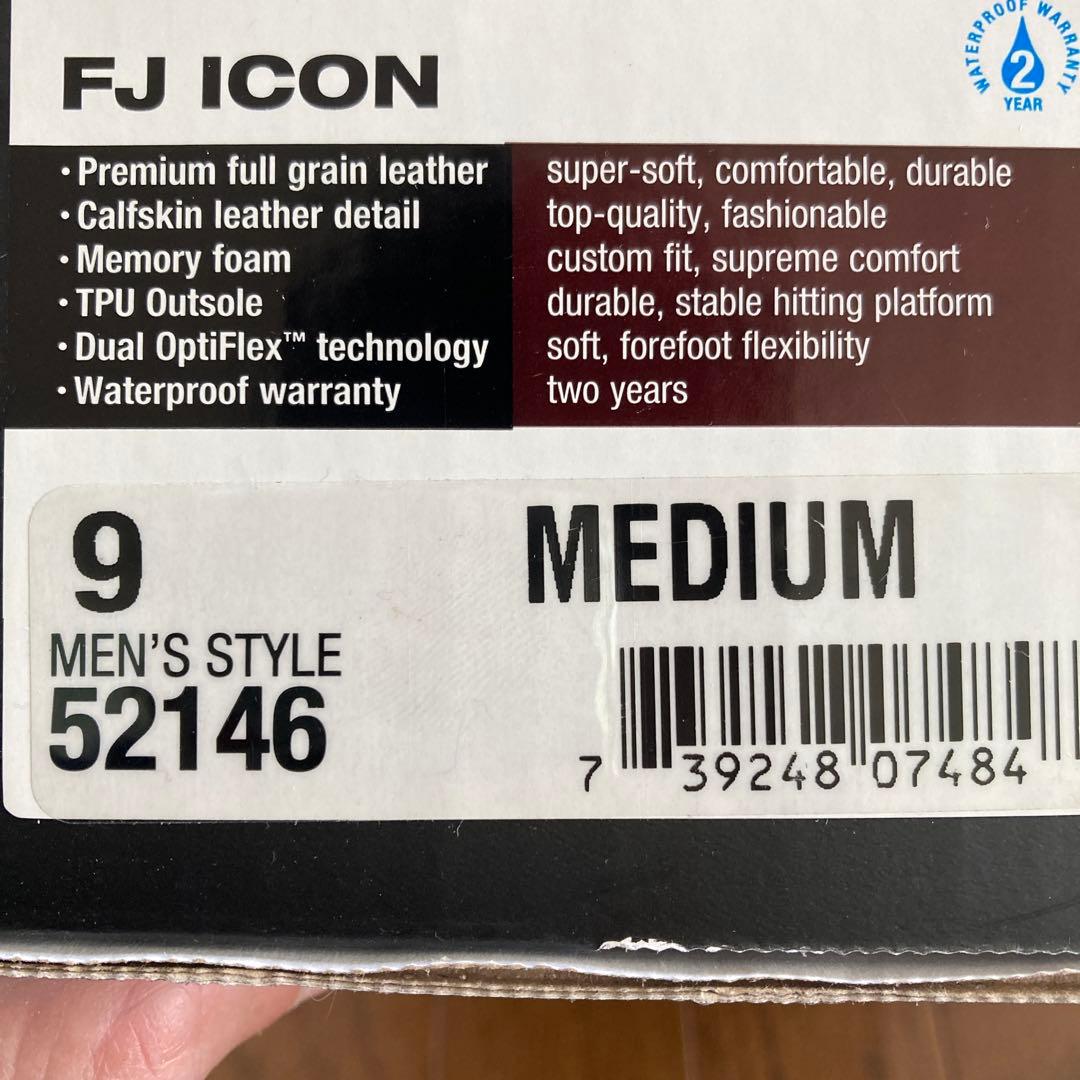 FJ ICON
WATERPROOF WARRANTY
2
YEAR
• Premium full grain leather super-soft, comfortable, durable
• Calfskin leather detail top-quality, fashionable
• Memory foam custom fit, supreme comfort
• TPU Outsole durable, stable hitting platform
• Dual OptiFlex™ technology soft, forefoot flexibility
• Waterproof warranty two years
9 MEDIUM
MEN'S STYLE
52146
7 39248 07484